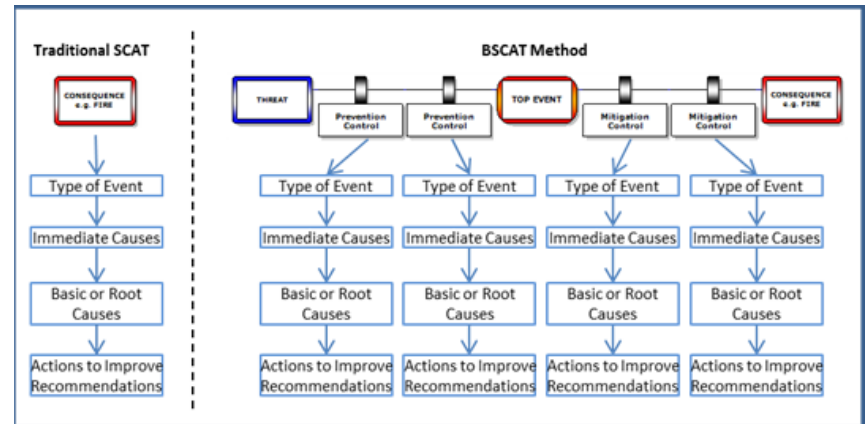 Traditional SCAT
BSCAT Method
CONSEQUENCE
e.g. FIRE
THREAT
Prevention
Control
Prevention
Control
TOP EVENT
Mitigation
Control
Mitigation
Control
CONSEQUENCE
e.g. FIRE
Type of Event
Type of Event
Type of Event
Type of Event
Type of Event
Immediate Causes
Immediate Causes
Immediate Causes
Immediate Causes
Immediate Causes
Basic or Root
Causes
Basic or Root
Causes
Basic or Root
Causes
Basic or Root
Causes
Basic or Root
Causes
Actions to Improve
Recommendations
Actions to Improve
Recommendations
Actions to Improve
Recommendations
Actions to Improve
Recommendations
Actions to Improve
Recommendations